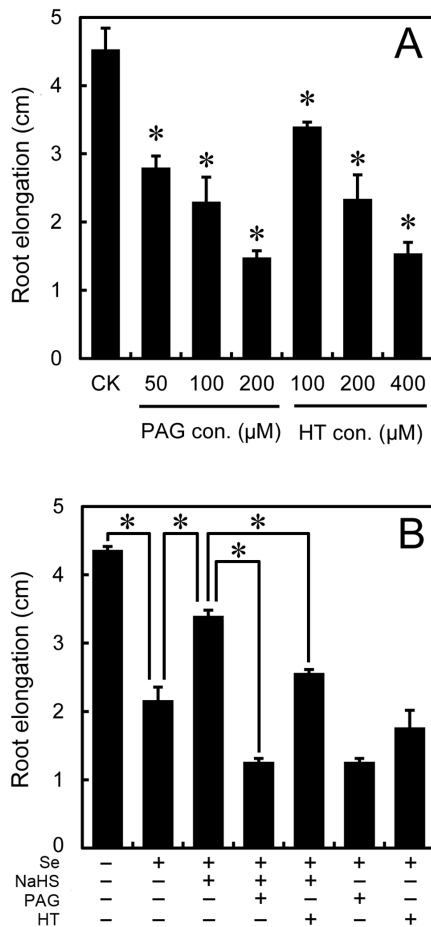 A
Root elongation (cm)
5
4
3
2
1
0
* * * * * *
CK 50 100 200 100 200 400
PAG con. (µM) HT con. (µM)
B
Root elongation (cm)
5
4
3
2
1
0
* * * *
Se – + + + + + +
NaHS – – + + + – –
PAG – – – + – + –
HT – – – – + – +